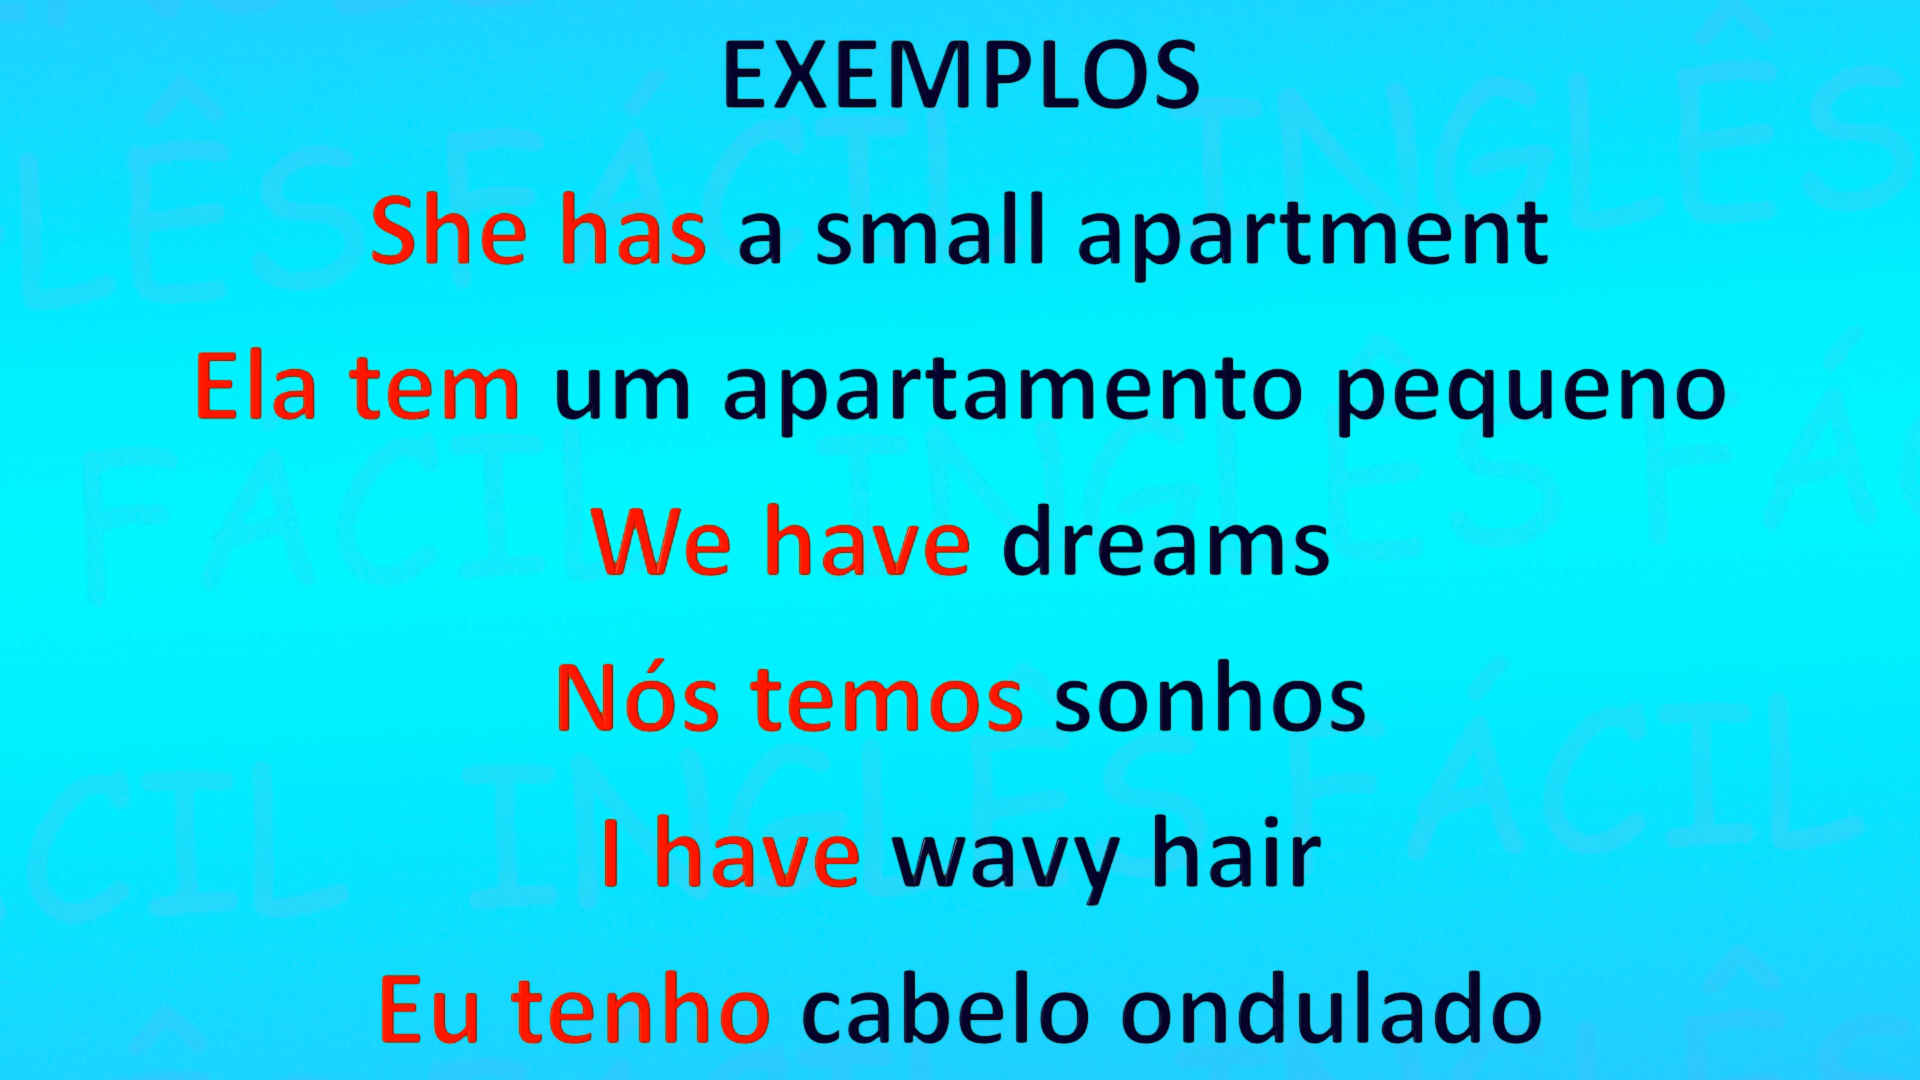 EXEMPLOS
She has a small apartment
Ela tem um apartamento pequeno
We have dreams
Nós temos sonhos
I have wavy hair
Eu tenho cabelo ondulado